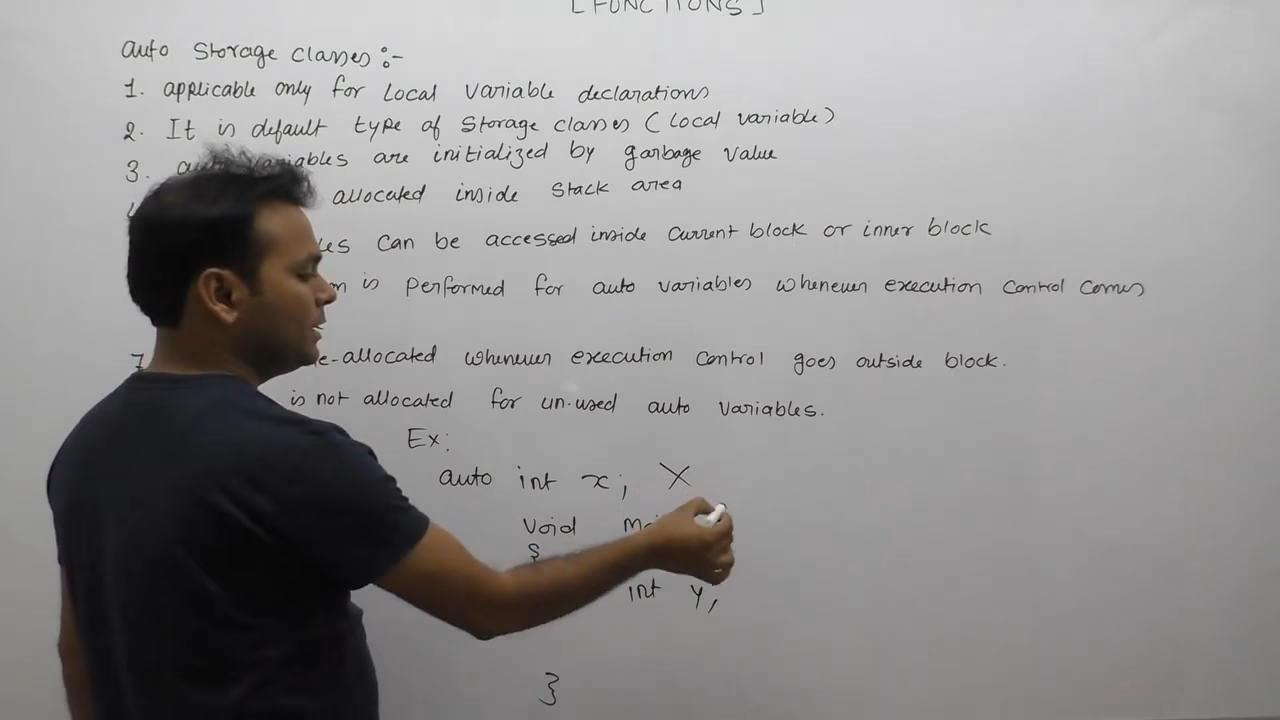 [FUNCTIONS]
auto Storage Classes :-
1. applicable only for Local Variable declarations
2. It is default type of Storage classes (Local variable)
3. auto variables are initialized by garbage value
allocated inside Stack area
can be accessed inside Current block or inner block
is performed for auto variables whenever execution Control comes
7. allocated whenever execution Control goes outside block.
is not allocated for un-used auto variables.
Ex:
auto int x; X
Void
{
int y;
}